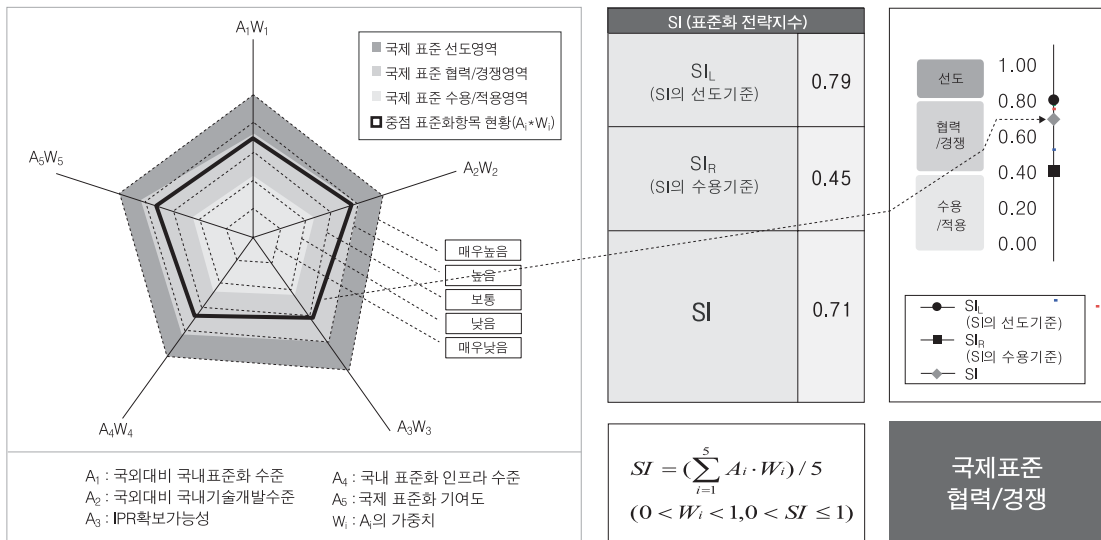 A₁W₁
A₂W₂
A₃W₃
A₄W₄
A₅W₅
국제 표준 선도영역
국제 표준 협력/경쟁영역
국제 표준 수용/적용영역
중점 표준화항목 현황(Aᵢ*Wᵢ)
매우높음
높음
보통
낮음
매우낮음
A₁ : 국외대비 국내표준화 수준
A₂ : 국외대비 국내기술개발수준
A₃ : IPR확보가능성
A₄ : 국내 표준화 인프라 수준
A₅ : 국제 표준화 기여도
Wᵢ : Aᵢ의 가중치
SI (표준화 전략지수)
SI_L
(SI의 선도기준)
0.79
SI_R
(SI의 수용기준)
0.45
SI
0.71
선도
협력
/경쟁
수용
/적용
1.00
0.80
0.60
0.40
0.20
0.00
SI_L
(SI의 선도기준)
SI_R
(SI의 수용기준)
SI
SI = (∑_{i=1}^{5} Aᵢ · Wᵢ) / 5
(0 < Wᵢ < 1,0 < SI ≤ 1)
국제표준
협력/경쟁